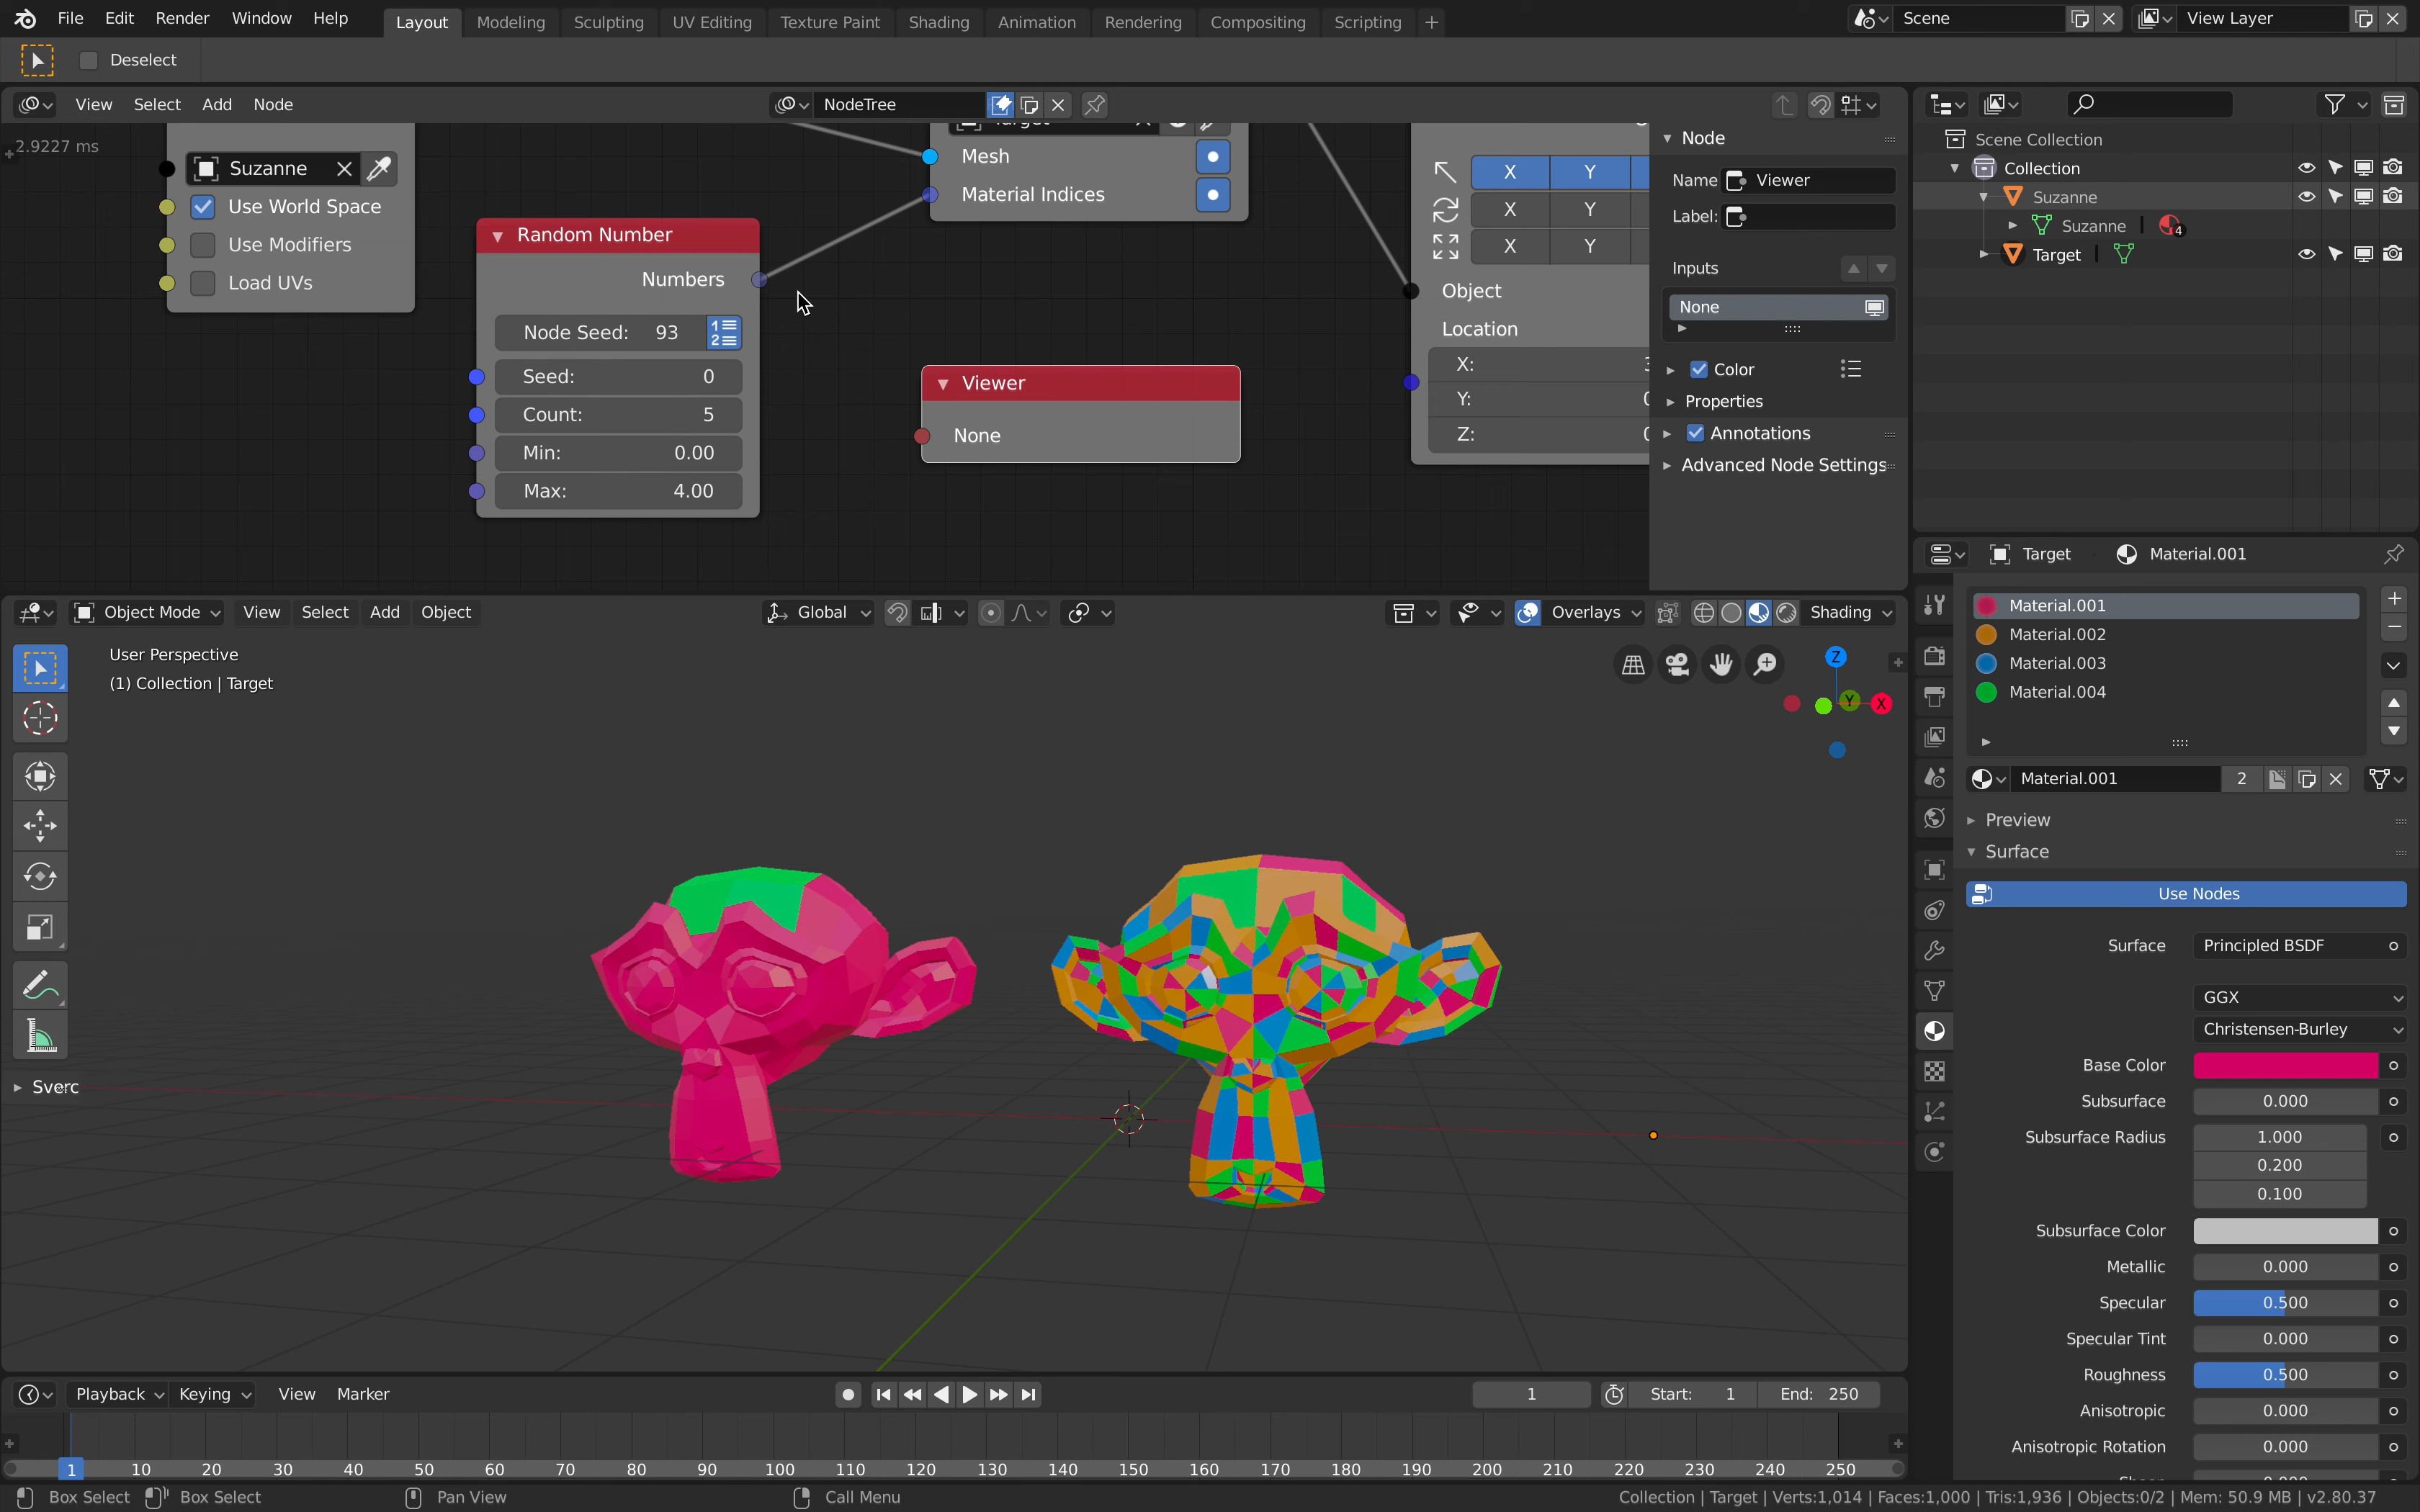 File Edit Render Window Help Layout Modeling Sculpting UV Editing Texture Paint Shading Animation Rendering Compositing Scripting + Scene View Layer
Deselect
View Select Add Node NodeTree
2.9227 ms
Suzanne
Use World Space
Use Modifiers
Load UVs
Random Number
Numbers
Node Seed: 93
Seed: 0
Count: 5
Min: 0.00
Max: 4.00
Mesh
Material Indices
Viewer
None
X Y
X Y
X Y
Object
Location
X:
Y:
Z:
Node
Name Viewer
Label:
Inputs
None
Color
Properties
Annotations
Advanced Node Settings
Scene Collection
Collection
Suzanne
Suzanne 4
Target
Object Mode View Select Add Object Global Overlays Shading
User Perspective
(1) Collection | Target
Z
Y X
Target Material.001
Material.001
Material.002
Material.003
Material.004
Material.001 2
Preview
Surface
Use Nodes
Surface Principled BSDF
GGX
Christensen-Burley
Base Color
Subsurface 0.000
Subsurface Radius 1.000
0.200
0.100
Subsurface Color
Metallic 0.000
Specular 0.500
Specular Tint 0.000
Roughness 0.500
Anisotropic 0.000
Anisotropic Rotation 0.000
Playback Keying View Marker 1 Start: 1 End: 250
1 10 20 30 40 50 60 70 80 90 100 110 120 130 140 150 160 170 180 190 200 210 220 230 240 250
Box Select Box Select Pan View Call Menu Collection | Target | Verts:1,014 | Faces:1,000 | Tris:1,936 | Objects:0/2 | Mem: 50.9 MB | v2.80.37